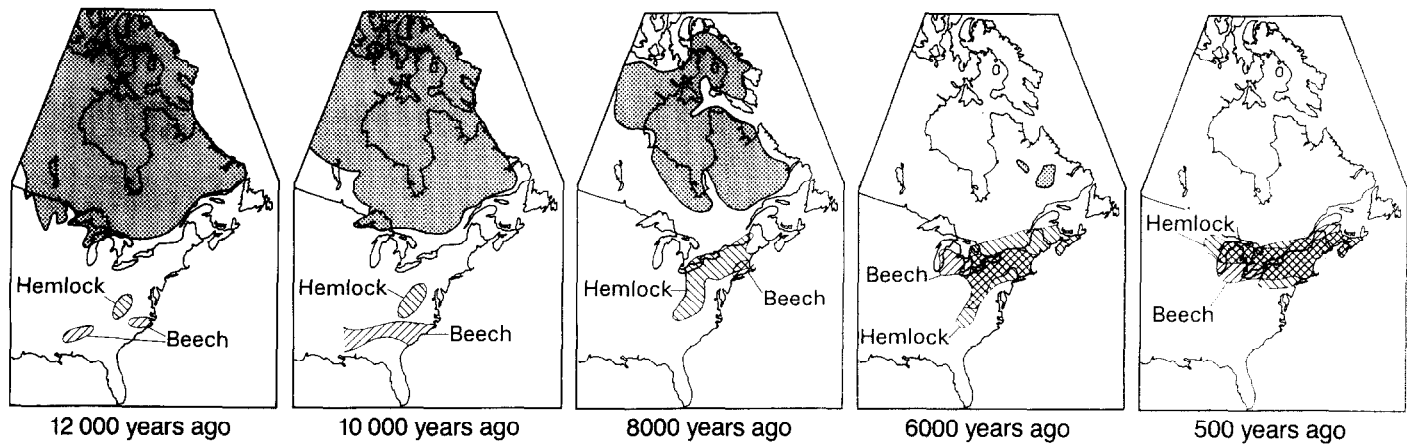 Hemlock
Beech
12 000 years ago
Hemlock
Beech
10 000 years ago
Hemlock
Beech
8000 years ago
Beech
Hemlock
6000 years ago
Hemlock
Beech
500 years ago